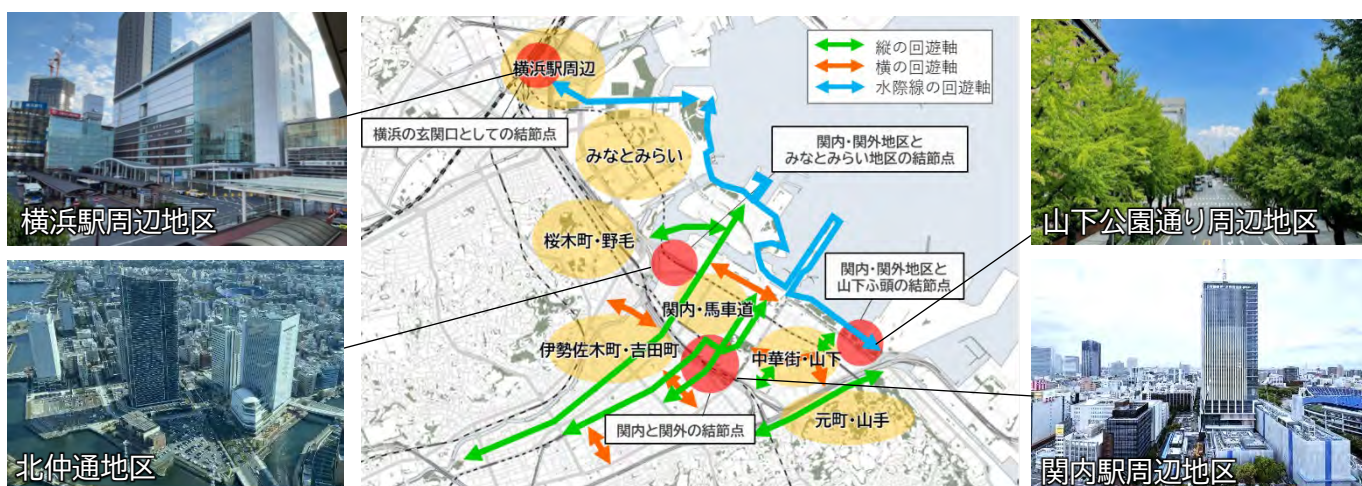 横浜駅周辺地区
北仲通地区
横浜駅周辺
横浜の玄関口としての結節点
みなとみらい
桜木町・野毛
関内・馬車道
伊勢佐木町・吉田町
中華街・山下
元町・山手
関内と関外の結節点
縦の回遊軸
横の回遊軸
水際線の回遊軸
関内・関外地区と
みなとみらい地区の結節点
関内・関外地区と
山下ふ頭の結節点
山下公園通り周辺地区
関内駅周辺地区